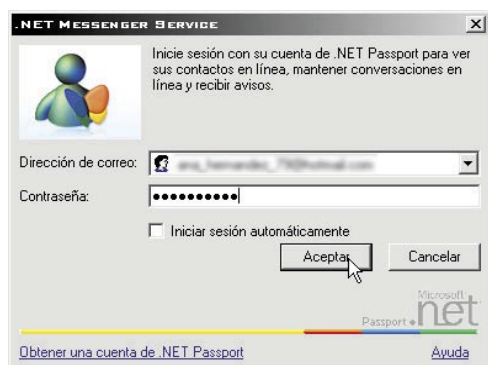 .NET MESSENGER SERVICE
Inicie sesión con su cuenta de .NET Passport para ver
sus contactos en línea, mantener conversaciones en
línea y recibir avisos.
Dirección de correo:
Contraseña: ●●●●●●●●●●
Iniciar sesión automáticamente
Aceptar Cancelar
Microsoft
Passport net
Obtener una cuenta de .NET Passport Ayuda